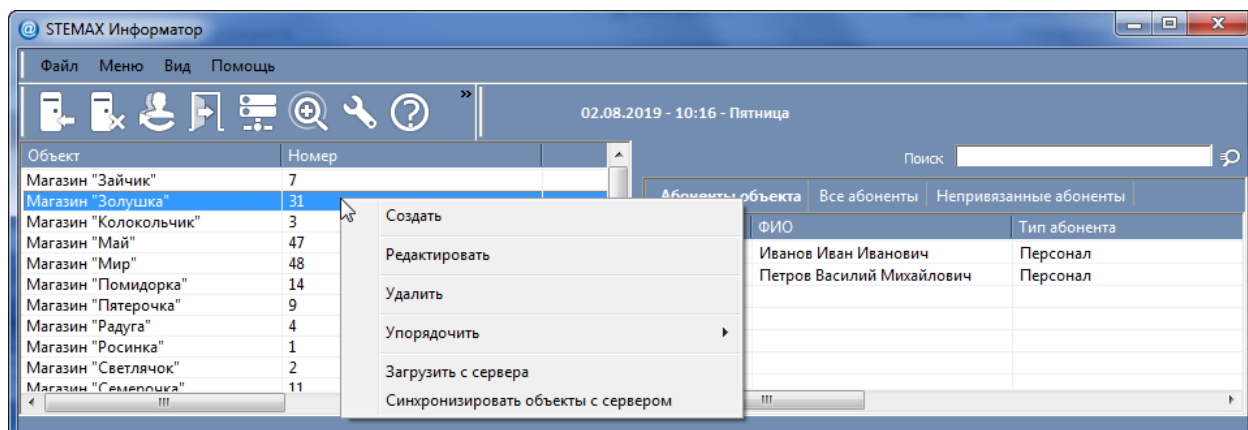 STEMAX Информатор
Файл Меню Вид Помощь
02.08.2019 - 10:16 - Пятница
Поиск
Объект Номер
Магазин "Зайчик" 7
Магазин "Золушка" 31
Магазин "Колокольчик" 3
Магазин "Май" 47
Магазин "Мир" 48
Магазин "Помидорка" 14
Магазин "Пятерочка" 9
Магазин "Радуга" 4
Магазин "Росинка" 1
Магазин "Светлячок" 2
Магазин "Семерочка" 11
Создать
Редактировать
Удалить
Упорядочить
Загрузить с сервера
Синхронизировать объекты с сервером
Абоненты объекта Все абоненты Непривязанные абоненты
ФИО Тип абонента
Иванов Иван Иванович Персонал
Петров Василий Михайлович Персонал